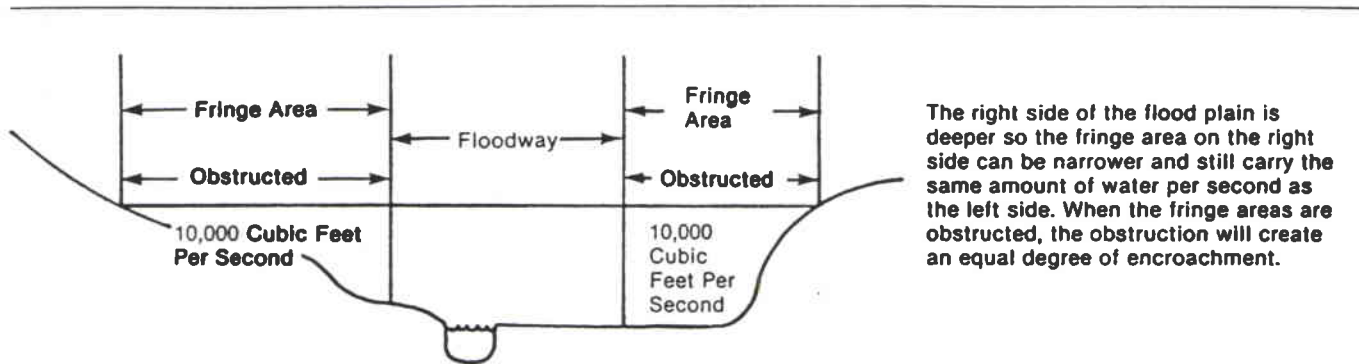 Fringe Area
Fringe
Area
Floodway
Obstructed
Obstructed
10,000 Cubic Feet
Per Second
10,000
Cubic
Feet Per
Second
The right side of the flood plain is
deeper so the fringe area on the right
side can be narrower and still carry the
same amount of water per second as
the left side. When the fringe areas are
obstructed, the obstruction will create
an equal degree of encroachment.